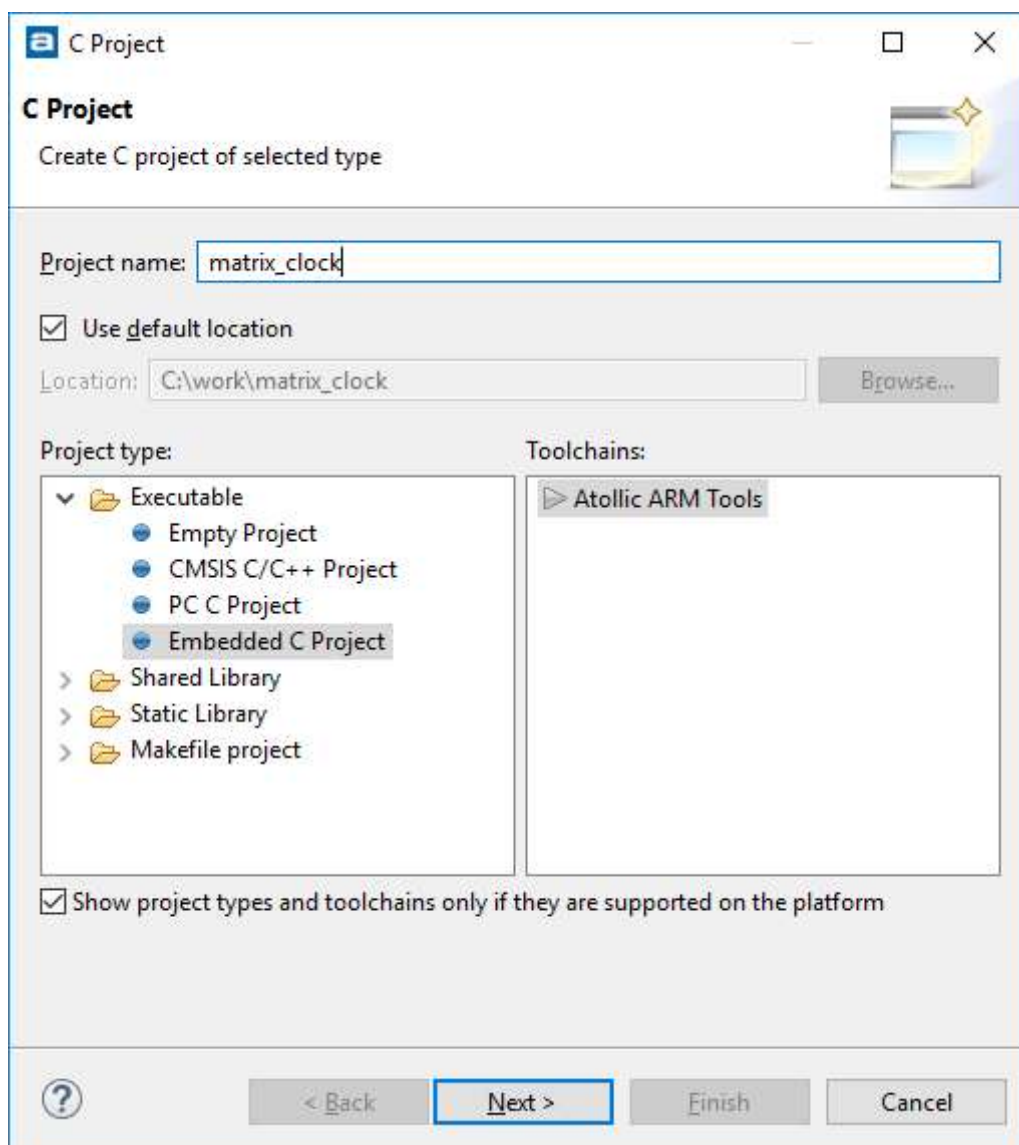 C Project
C Project
Create C project of selected type
Project name: matrix_clock
Use default location
Location: C:\work\matrix_clock Browse...
Project type: Toolchains:
Executable Atollic ARM Tools
Empty Project
CMSIS C/C++ Project
PC C Project
Embedded C Project
Shared Library
Static Library
Makefile project
Show project types and toolchains only if they are supported on the platform
? < Back Next > Finish Cancel